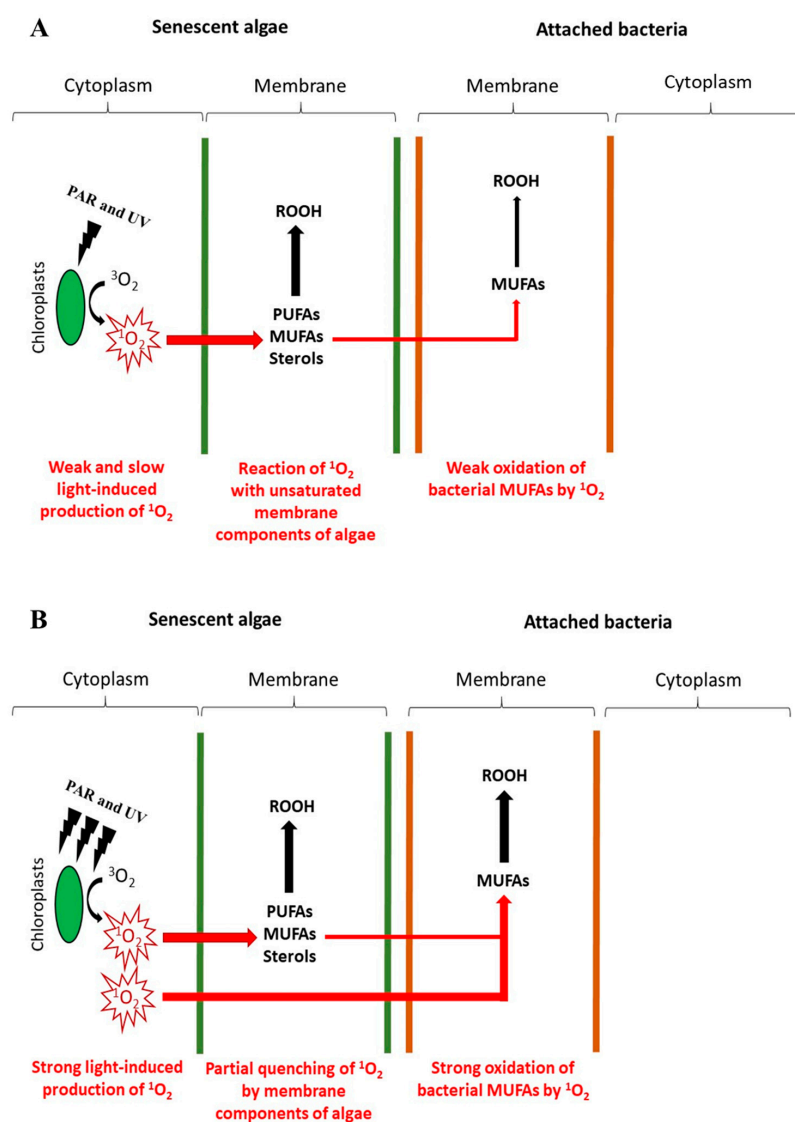 A
Senescent algae
Attached bacteria
Cytoplasm
Membrane
Membrane
Cytoplasm
PAR and UV
Chloroplasts
³O₂
¹O₂
ROOH
PUFAs
MUFAs
Sterols
ROOH
MUFAs
Weak and slow
light-induced
production of ¹O₂
Reaction of ¹O₂
with unsaturated
membrane
components of algae
Weak oxidation of
bacterial MUFAs by ¹O₂
B
Senescent algae
Attached bacteria
Cytoplasm
Membrane
Membrane
Cytoplasm
PAR and UV
Chloroplasts
³O₂
¹O₂
¹O₂
ROOH
PUFAs
MUFAs
Sterols
ROOH
MUFAs
Strong light-induced
production of ¹O₂
Partial quenching of ¹O₂
by membrane
components of algae
Strong oxidation of
bacterial MUFAs by ¹O₂